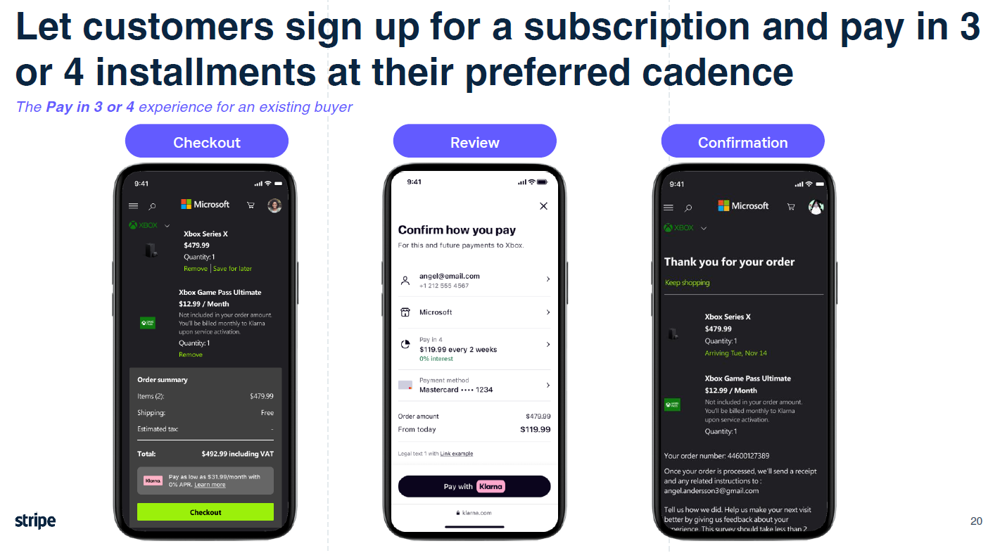 Let customers sign up for a subscription and pay in 3
or 4 installments at their preferred cadence
The Pay in 3 or 4 experience for an existing buyer
Checkout
9:41
Microsoft
XBOX
Xbox Series X
$479.99
Quantity: 1
Remove | Save for later
Xbox Game Pass Ultimate
$12.99 / Month
Not included in your order amount.
You'll be billed monthly to Klarna
upon service activation.
Quantity: 1
Remove
Order summary
Items (2): $479.99
Shipping: Free
Estimated tax: -
Total: $492.99 including VAT
Klarna.
Pay as low as $31.99/month with
0% APR. Learn more
Checkout
Review
9:41
Confirm how you pay
For this and future payments to Xbox.
angel@email.com
+1 212 555 4567
Microsoft
Pay in 4
$119.99 every 2 weeks
0% interest
Payment method
Mastercard •••• 1234
Order amount $479.99
From today $119.99
Legal text 1 with Link example
Pay with Klarna
klarna.com
Confirmation
9:41
Microsoft
XBOX
Thank you for your order
Keep shopping
Xbox Series X
$479.99
Quantity: 1
Arriving Tue, Nov 14
Xbox Game Pass Ultimate
$12.99 / Month
Not included in your order amount.
You'll be billed monthly to Klarna
upon service activation.
Quantity: 1
Your order number: 44600127389
Once your order is processed, we'll send a receipt
and any related instructions to :
angel.andersson3@gmail.com
Tell us how we did. Help us make your next visit
better by giving us feedback about your
experience. This survey should take less than 2
stripe
20